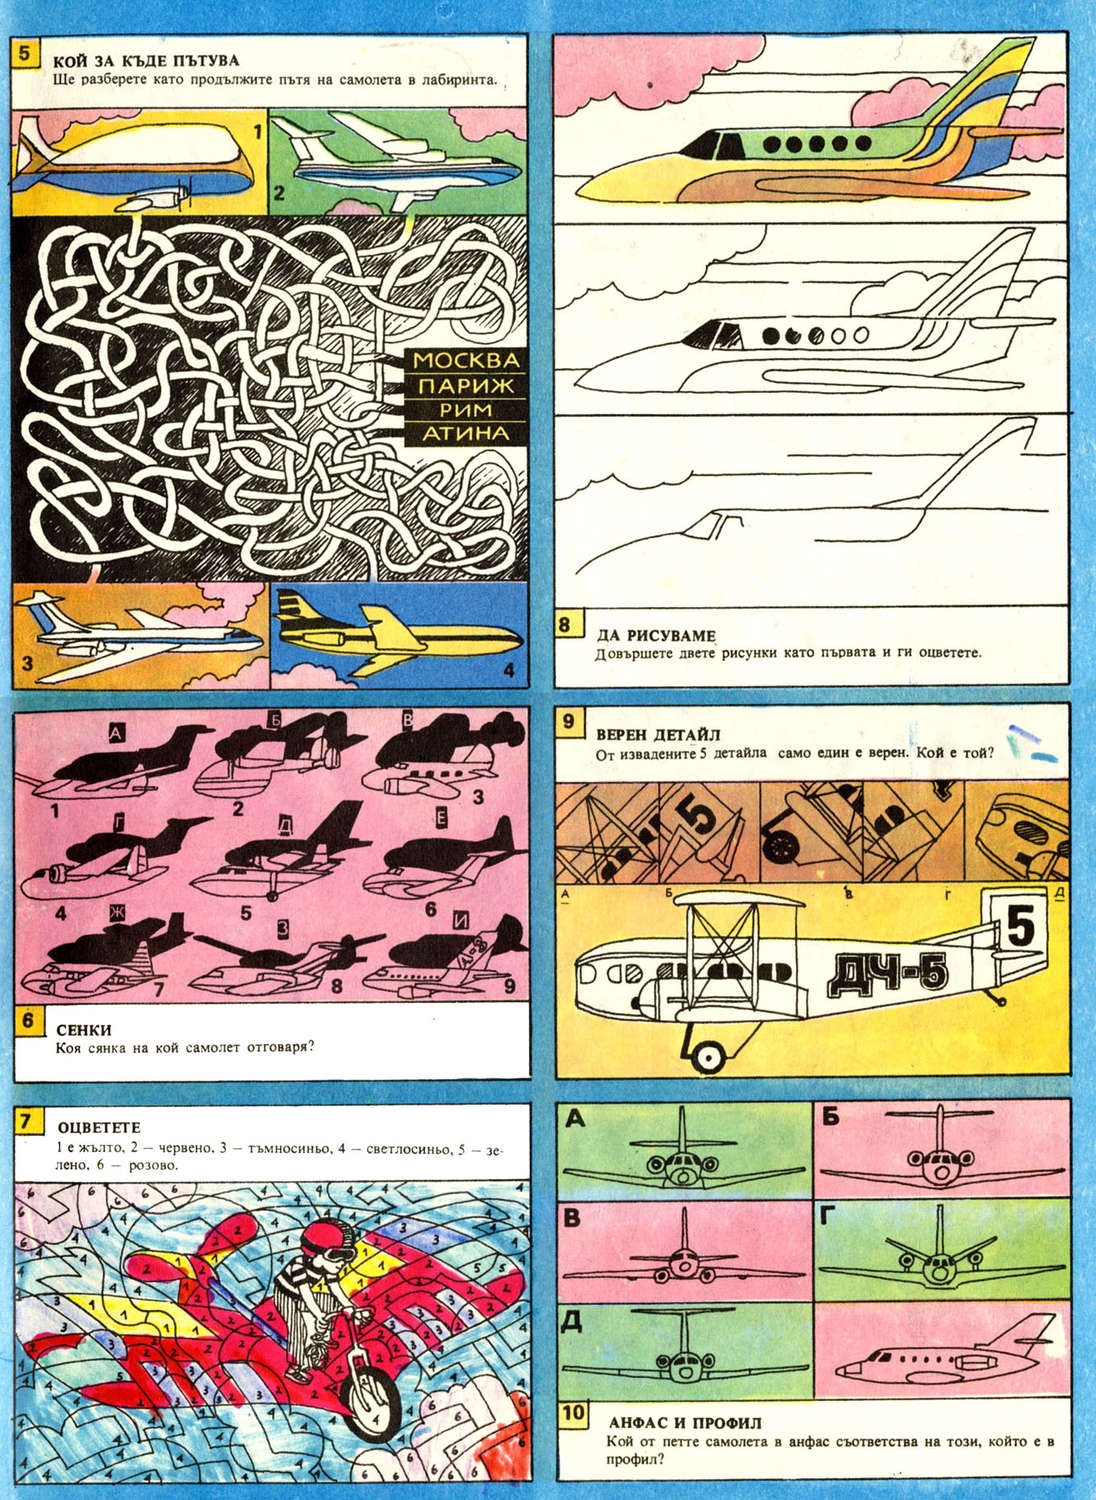 5
КОЙ ЗА КЪДЕ ПЪТУВА
Ще разберете като продължите пътя на самолета в лабиринта.
1
2
МОСКВА
ПАРИЖ
РИМ
АТИНА
3
4
8
ДА РИСУВАМЕ
Довършете двете рисунки като първата и ги оцветете.
А
Б
В
1
2
3
Г
Д
Е
4
5
6
Ж
З
И
7
8
9
6
СЕНКИ
Коя сянка на кой самолет отговаря?
9
ВЕРЕН ДЕТАЙЛ
От извадените 5 детайла само един е верен. Кой е той?
5
А
Б
В
Г
Д
5
ДЧ-5
7
ОЦВЕТЕТЕ
1 е жълто, 2 — червено, 3 — тъмносиньо, 4 — светлосиньо, 5 — зе-
лено, 6 — розово.
А
Б
В
Г
Д
10
АНФАС И ПРОФИЛ
Кой от петте самолета в анфас съответства на този, който е в
профил?